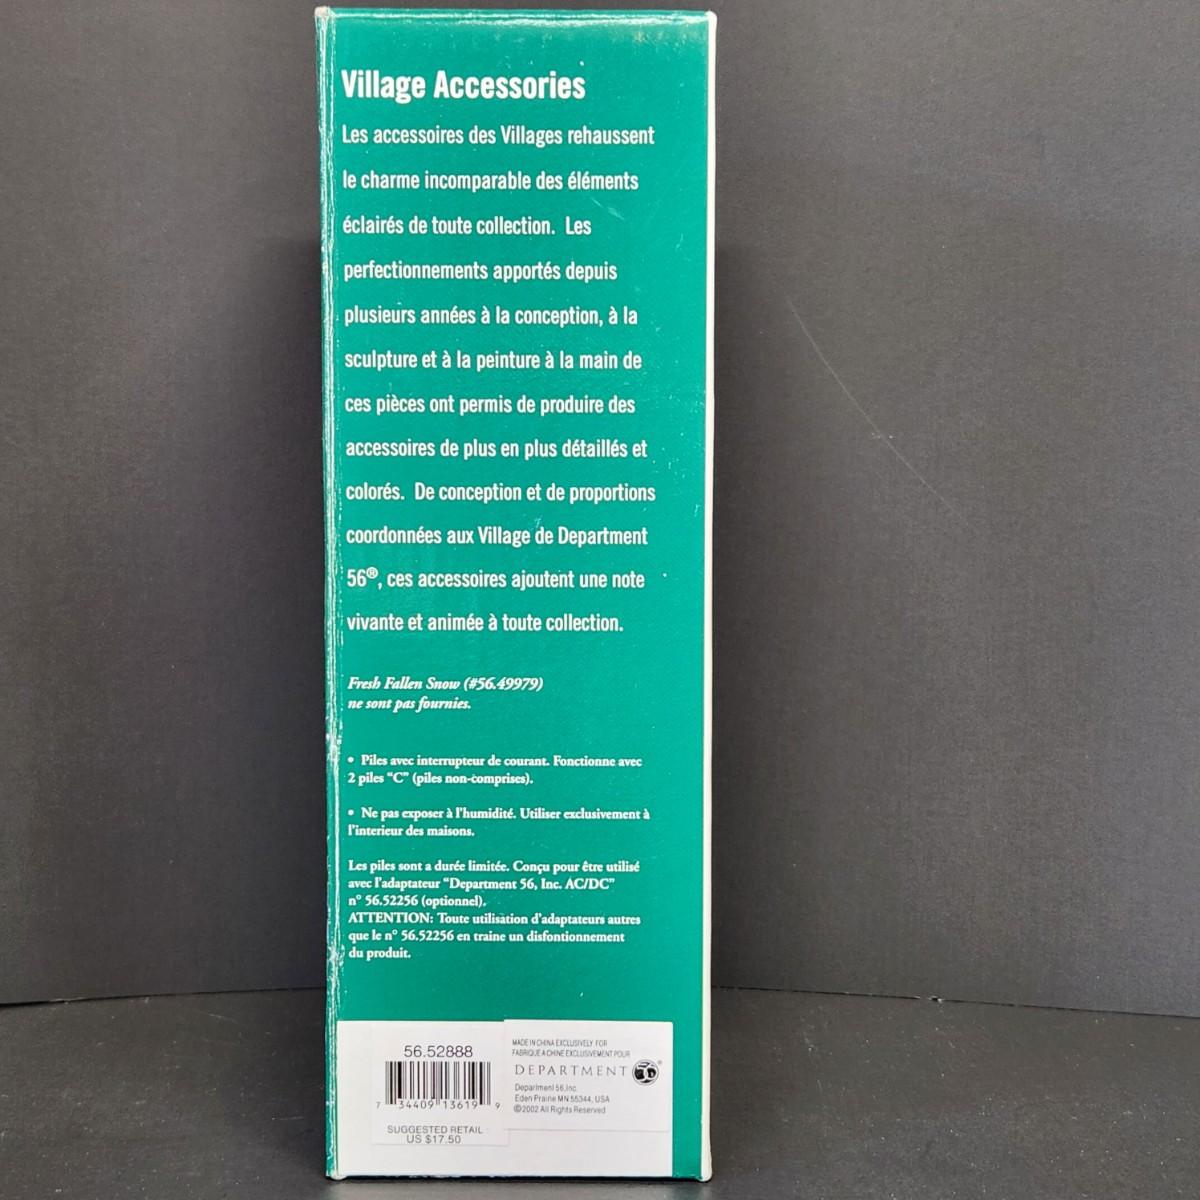 Village Accessories
Les accessoires des Villages rehaussent
le charme incomparable des éléments
éclairés de toute collection.  Les
perfectionnements apportés depuis
plusieurs années à la conception, à la
sculpture et à la peinture à la main de
ces pièces ont permis de produire des
accessoires de plus en plus détaillés et
colorés.  De conception et de proportions
coordonnées aux Village de Department
56®, ces accessoires ajoutent une note
vivante et animée à toute collection.
Fresh Fallen Snow (#56.49979)
ne sont pas fournies.
• Piles avec interrupteur de courant. Fonctionne avec
2 piles “C” (piles non-comprises).
• Ne pas exposer à l’humidité. Utiliser exclusivement à
l’interieur des maisons.
Les piles sont a durée limitée. Conçu pour être utilisé
avec l’adaptateur “Department 56, Inc. AC/DC”
n° 56.52256 (optionnel).
ATTENTION: Toute utilisation d’adaptateurs autres
que le n° 56.52256 en traine un disfontionnement
du produit.
56.52888
7 34409 13619 9
SUGGESTED RETAIL
US $17.50
MADE IN CHINA EXCLUSIVELY FOR
FABRIQUE A CHINE EXCLUSIVEMENT POUR
DEPARTMENT 56®
Department 56, Inc.
Eden Prairie MN 55344, USA
©2002 All Rights Reserved